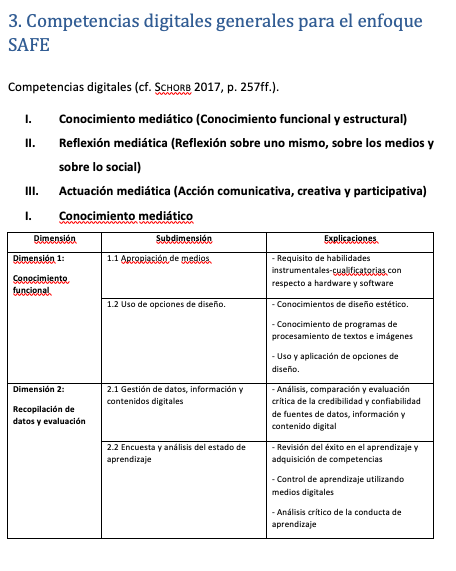 3. Competencias digitales generales para el enfoque
SAFE
Competencias digitales (cf. SCHORB 2017, p. 257ff.).
I. Conocimiento mediático (Conocimiento funcional y estructural)
II. Reflexión mediática (Reflexión sobre uno mismo, sobre los medios y
sobre lo social)
III. Actuación mediática (Acción comunicativa, creativa y participativa)
I. Conocimiento mediático
Dimensión Subdimensión Explicaciones
Dimensión 1:
Conocimiento
funcional
1.1 Apropiación de medios
- Requisito de habilidades
instrumentales-cualificatorias con
respecto a hardware y software
1.2 Uso de opciones de diseño.
- Conocimientos de diseño estético.
- Conocimiento de programas de
procesamiento de textos e imágenes
- Uso y aplicación de opciones de
diseño.
Dimensión 2:
Recopilación de
datos y evaluación
2.1 Gestión de datos, información y
contenidos digitales
- Análisis, comparación y evaluación
crítica de la credibilidad y confiabilidad
de fuentes de datos, información y
contenido digital
2.2 Encuesta y análisis del estado de
aprendizaje
- Revisión del éxito en el aprendizaje y
adquisición de competencias
- Control de aprendizaje utilizando
medios digitales
- Análisis crítico de la conducta de
aprendizaje